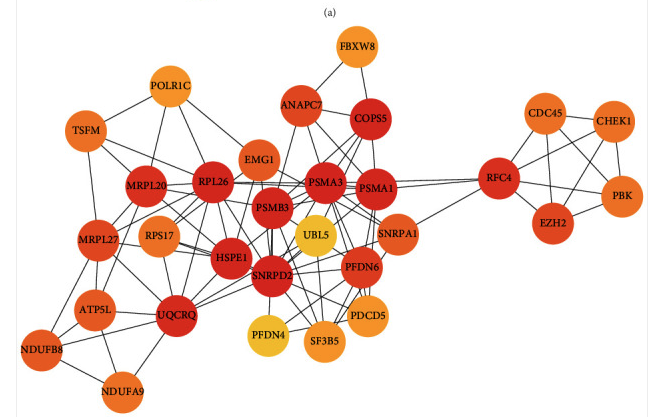 (a)
FBXW8
POLR1C
ANAPC7
COPS5
CDC45
CHEK1
TSFM
EMG1
MRPL20
RPL26
PSMA3
PSMA1
RFC4
PBK
PSMB3
EZH2
MRPL27
RPS17
UBL5
SNRPA1
HSPE1
SNRPD2
PFDN6
ATP5L
UQCRQ
PDCD5
PFDN4
SF3B5
NDUFB8
NDUFA9